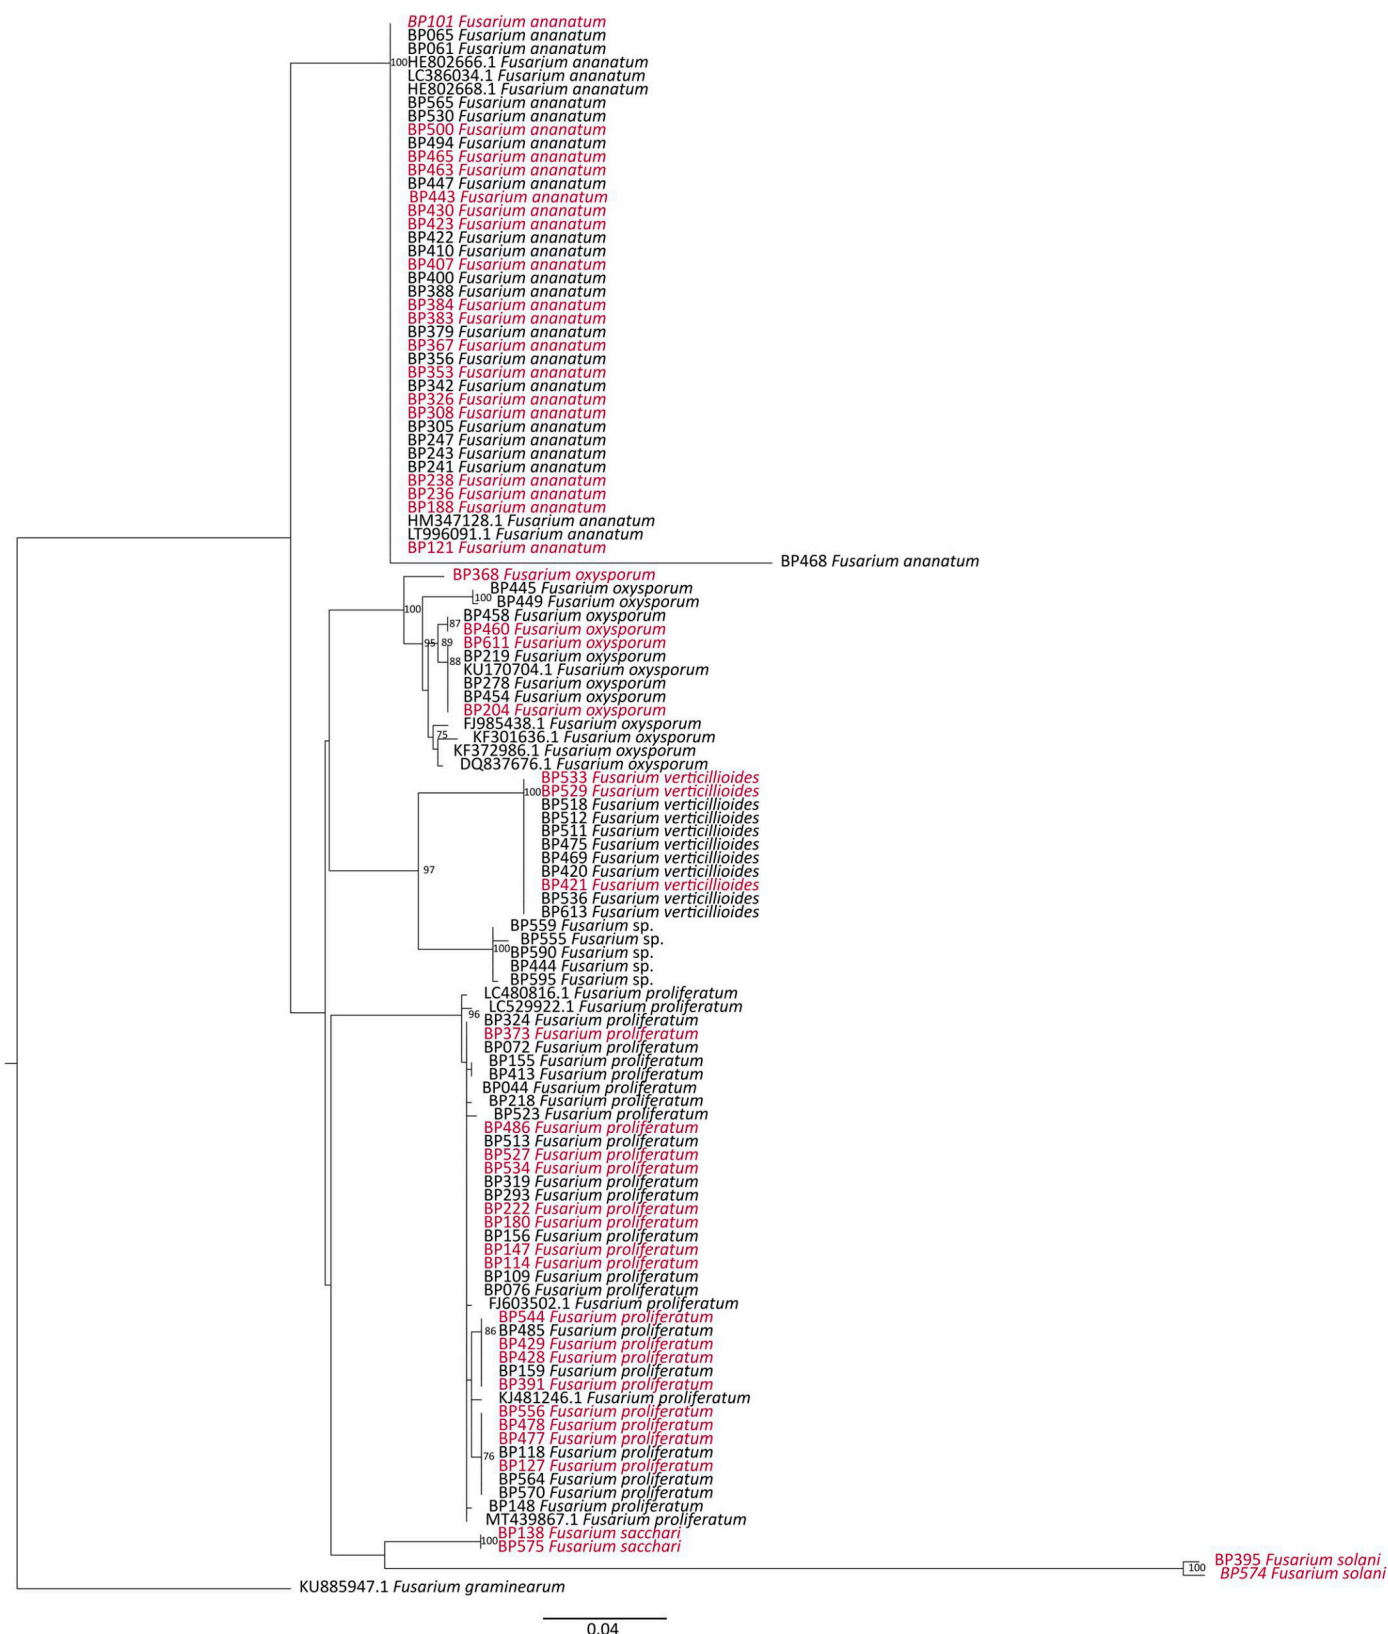 BP101 Fusarium ananatum
BP065 Fusarium ananatum
BP061 Fusarium ananatum
100 HE802666.1 Fusarium ananatum
LC386034.1 Fusarium ananatum
HE802668.1 Fusarium ananatum
BP565 Fusarium ananatum
BP530 Fusarium ananatum
BP500 Fusarium ananatum
BP494 Fusarium ananatum
BP465 Fusarium ananatum
BP463 Fusarium ananatum
BP447 Fusarium ananatum
BP443 Fusarium ananatum
BP430 Fusarium ananatum
BP423 Fusarium ananatum
BP422 Fusarium ananatum
BP410 Fusarium ananatum
BP407 Fusarium ananatum
BP400 Fusarium ananatum
BP388 Fusarium ananatum
BP384 Fusarium ananatum
BP383 Fusarium ananatum
BP379 Fusarium ananatum
BP367 Fusarium ananatum
BP356 Fusarium ananatum
BP353 Fusarium ananatum
BP342 Fusarium ananatum
BP326 Fusarium ananatum
BP308 Fusarium ananatum
BP305 Fusarium ananatum
BP247 Fusarium ananatum
BP243 Fusarium ananatum
BP241 Fusarium ananatum
BP238 Fusarium ananatum
BP236 Fusarium ananatum
BP188 Fusarium ananatum
HM347128.1 Fusarium ananatum
LT996091.1 Fusarium ananatum
BP121 Fusarium ananatum
BP468 Fusarium ananatum
BP368 Fusarium oxysporum
BP445 Fusarium oxysporum
100 BP449 Fusarium oxysporum
100 BP458 Fusarium oxysporum
87 BP460 Fusarium oxysporum
95 89 BP611 Fusarium oxysporum
BP219 Fusarium oxysporum
88 KU170704.1 Fusarium oxysporum
BP278 Fusarium oxysporum
BP454 Fusarium oxysporum
BP204 Fusarium oxysporum
FJ985438.1 Fusarium oxysporum
75 KF301636.1 Fusarium oxysporum
KF372986.1 Fusarium oxysporum
DQ837676.1 Fusarium oxysporum
BP533 Fusarium verticillioides
100 BP529 Fusarium verticillioides
BP518 Fusarium verticillioides
BP512 Fusarium verticillioides
BP511 Fusarium verticillioides
BP475 Fusarium verticillioides
BP469 Fusarium verticillioides
97 BP420 Fusarium verticillioides
BP421 Fusarium verticillioides
BP536 Fusarium verticillioides
BP613 Fusarium verticillioides
BP559 Fusarium sp.
BP555 Fusarium sp.
100 BP590 Fusarium sp.
BP444 Fusarium sp.
BP595 Fusarium sp.
LC480816.1 Fusarium proliferatum
LC529922.1 Fusarium proliferatum
96 BP324 Fusarium proliferatum
BP373 Fusarium proliferatum
BP072 Fusarium proliferatum
BP155 Fusarium proliferatum
BP413 Fusarium proliferatum
BP044 Fusarium proliferatum
BP218 Fusarium proliferatum
BP523 Fusarium proliferatum
BP486 Fusarium proliferatum
BP513 Fusarium proliferatum
BP527 Fusarium proliferatum
BP534 Fusarium proliferatum
BP319 Fusarium proliferatum
BP293 Fusarium proliferatum
BP222 Fusarium proliferatum
BP180 Fusarium proliferatum
BP156 Fusarium proliferatum
BP147 Fusarium proliferatum
BP114 Fusarium proliferatum
BP109 Fusarium proliferatum
BP076 Fusarium proliferatum
FJ603502.1 Fusarium proliferatum
BP544 Fusarium proliferatum
86 BP485 Fusarium proliferatum
BP429 Fusarium proliferatum
BP428 Fusarium proliferatum
BP159 Fusarium proliferatum
BP391 Fusarium proliferatum
KJ481246.1 Fusarium proliferatum
BP556 Fusarium proliferatum
BP478 Fusarium proliferatum
BP477 Fusarium proliferatum
76 BP118 Fusarium proliferatum
BP127 Fusarium proliferatum
BP564 Fusarium proliferatum
BP570 Fusarium proliferatum
BP148 Fusarium proliferatum
MT439867.1 Fusarium proliferatum
BP138 Fusarium sacchari
100 BP575 Fusarium sacchari
BP395 Fusarium solani
100 BP574 Fusarium solani
KU885947.1 Fusarium graminearum
0.04